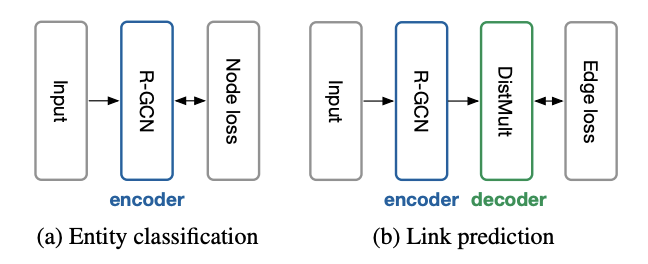 Input
R-GCN
Node loss
encoder
(a) Entity classification
Input
R-GCN
DistMult
Edge loss
encoder
decoder
(b) Link prediction